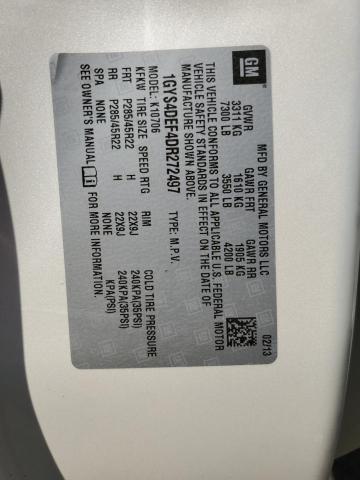 GM
MFD BY GENERAL MOTORS LLC
02/13
GVWR GAWR FRT GAWR RR
3311 KG 1610 KG 1905 KG
7300 LB 3550 LB 4200 LB
THIS VEHICLE CONFORMS TO ALL APPLICABLE U.S. FEDERAL MOTOR
VEHICLE SAFETY STANDARDS IN EFFECT ON THE DATE OF
MANUFACTURE SHOWN ABOVE.
1GYS4DEF4DR272497 TYPE: M.P.V.
MODEL: K10706
KFKW TIRE SIZE SPEED RTG RIM COLD TIRE PRESSURE
FRT P285/45R22 H 22X9J 240KPA(35PSI)
RR P285/45R22 H 22X9J 240KPA(35PSI)
SPA NONE NONE KPA(PSI)
SEE OWNER'S MANUAL FOR MORE INFORMATION.